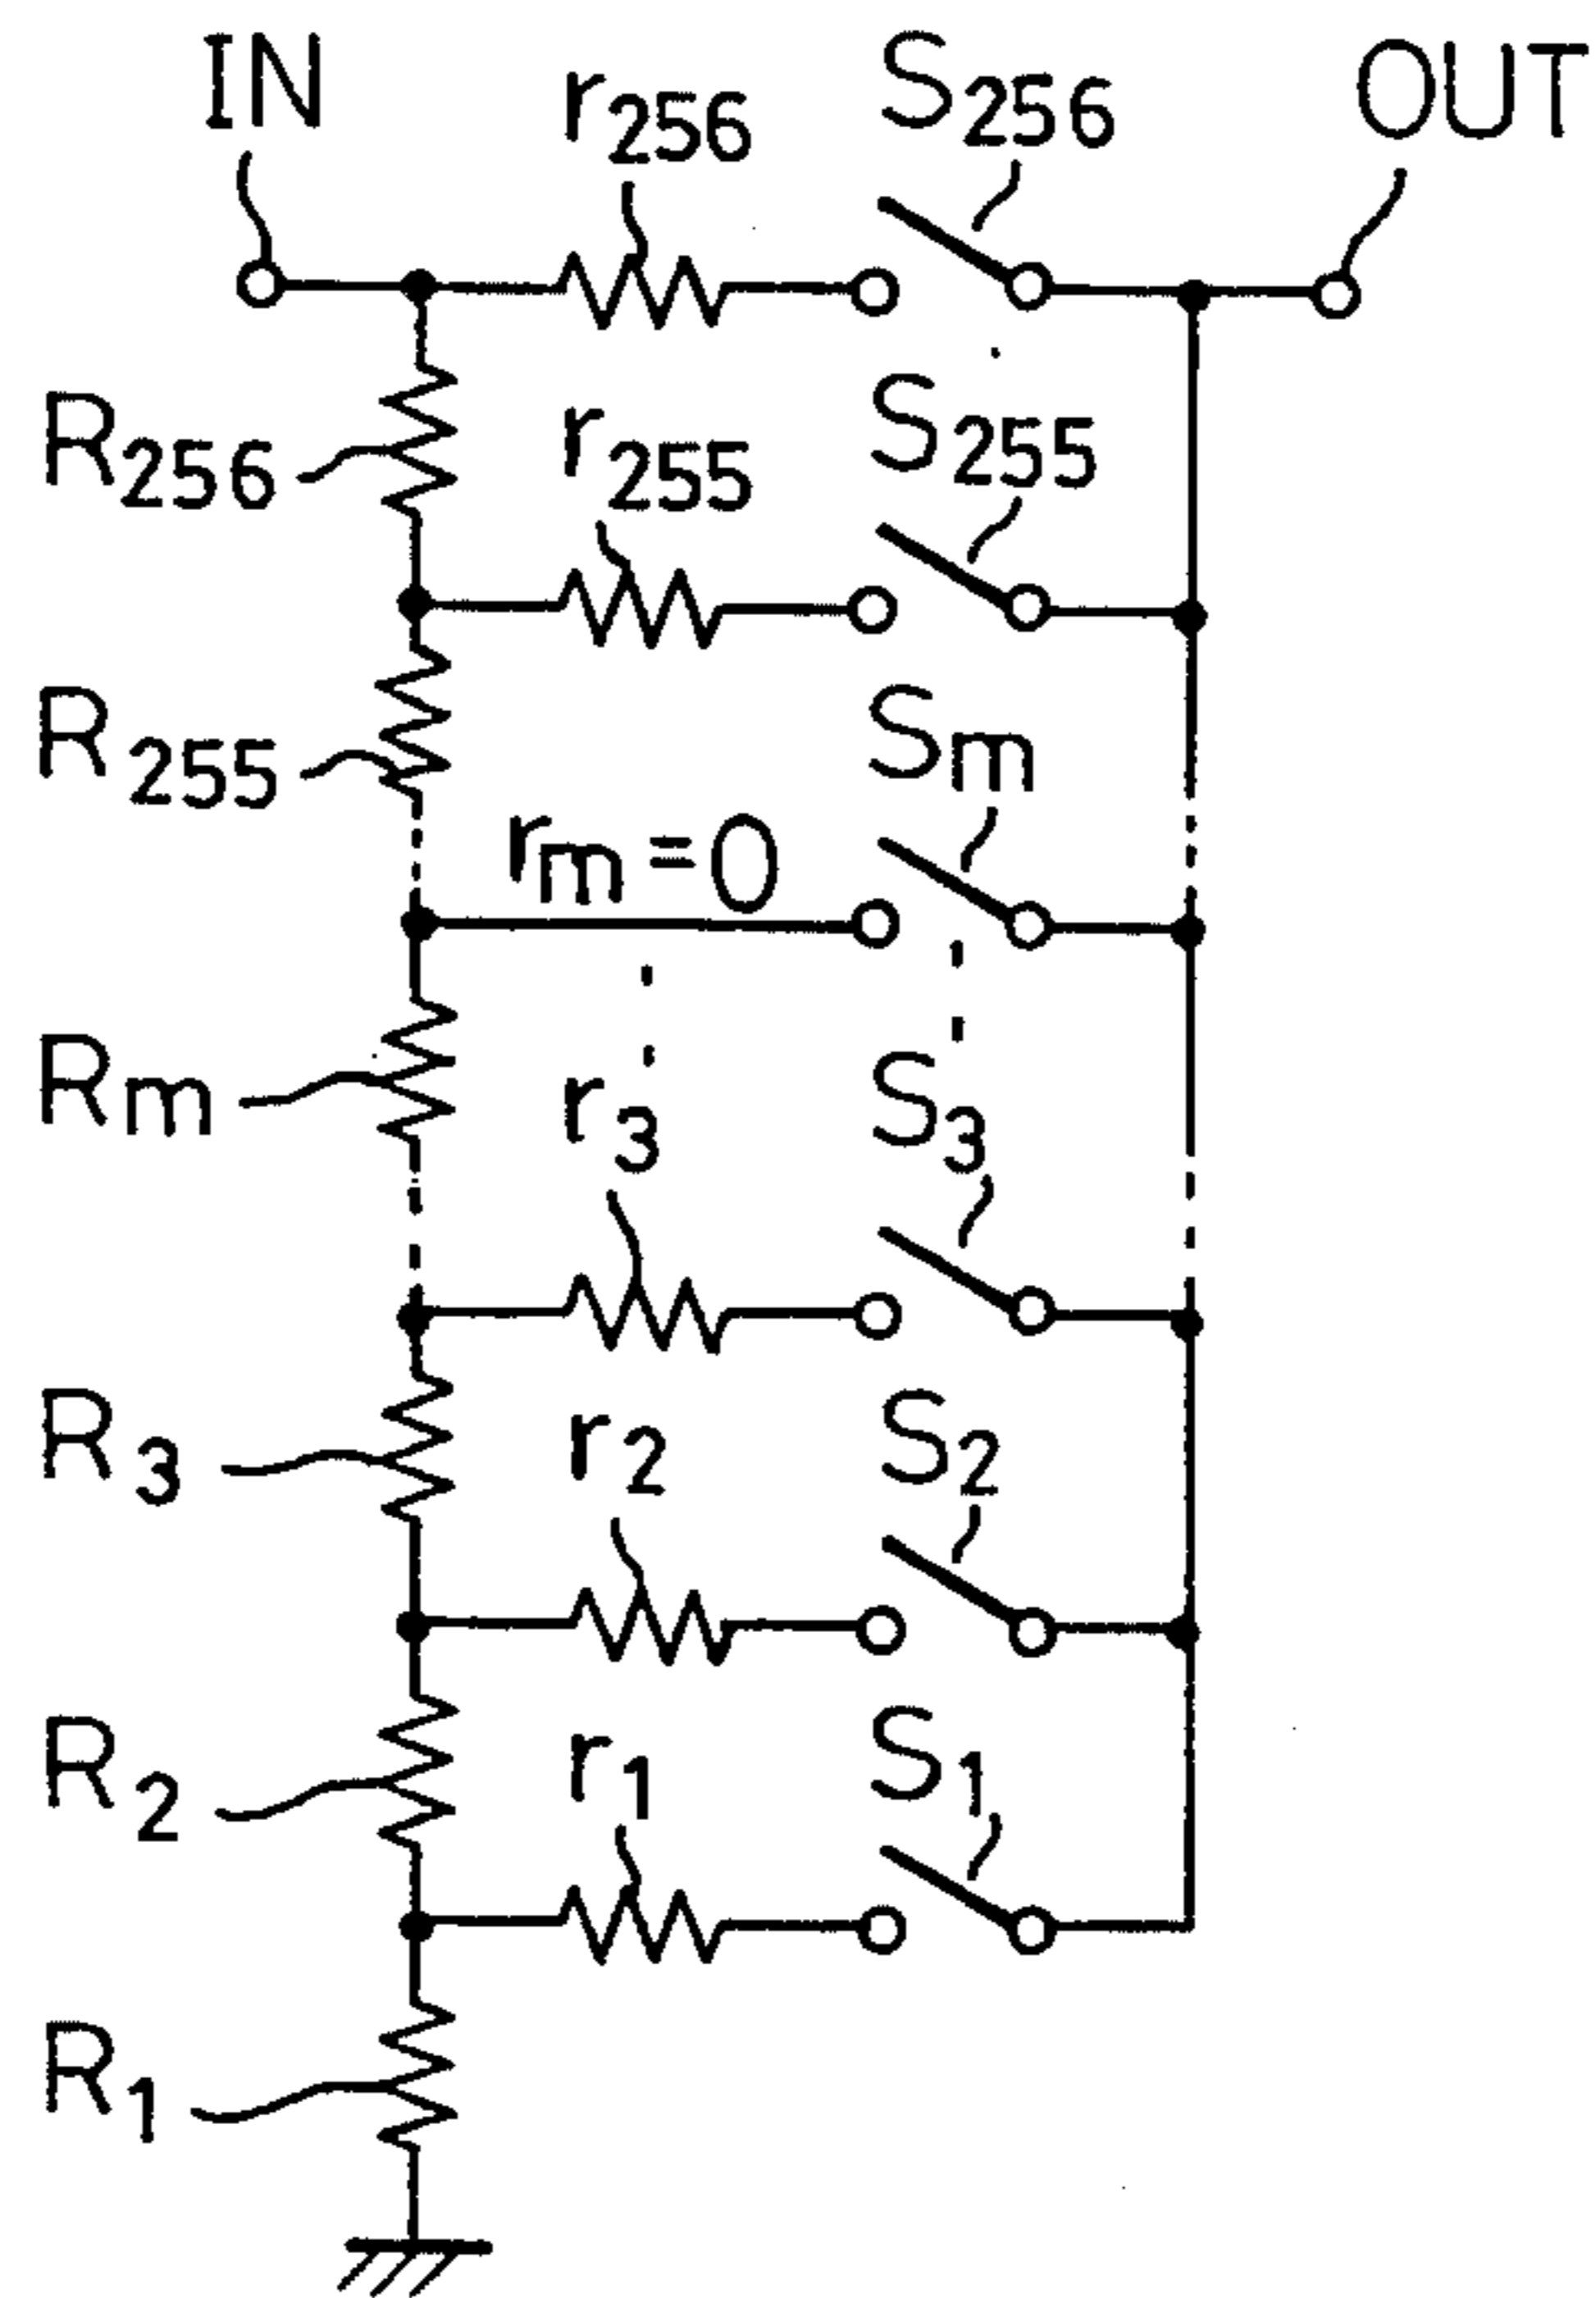 IN r256 S256 OUT
R256 r255 S255
R255 Sm
rm=0
Rm r3 S3
R3 r2 S2
R2 r1 S1
R1